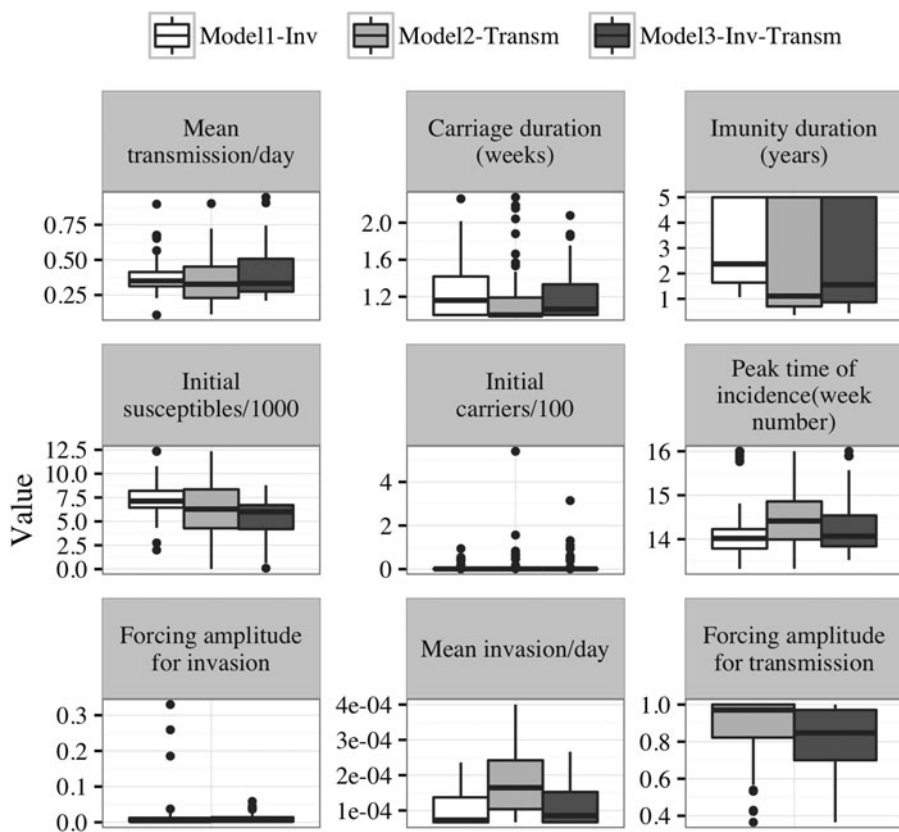 Model1-Inv Model2-Transm Model3-Inv-Transm
Mean
transmission/day
Carriage duration
(weeks)
Imunity duration
(years)
0.75
0.50
0.25
2.0
1.6
1.2
5
4
3
2
1
Initial
susceptibles/1000
Initial
carriers/100
Peak time of
incidence(week
number)
Value
12.5
10.0
7.5
5.0
2.5
0.0
4
2
0
16
15
14
Forcing amplitude
for invasion
Mean invasion/day
Forcing amplitude
for transmission
0.3
0.2
0.1
0.0
4e-04
3e-04
2e-04
1e-04
1.0
0.8
0.6
0.4